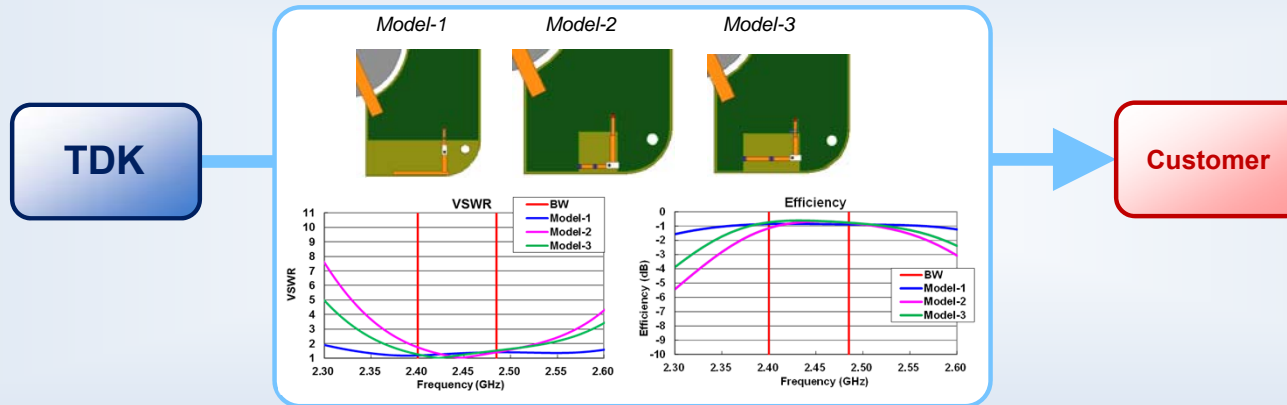 Model-1
Model-2
Model-3
TDK
Customer
VSWR
BW
Model-1
Model-2
Model-3
11
10
9
8
7
6
5
4
3
2
1
VSWR
2.30 2.35 2.40 2.45 2.50 2.55 2.60
Frequency (GHz)
Efficiency
0
-1
-2
-3
-4
-5
-6
-7
-8
-9
-10
Efficiency (dB)
BW
Model-1
Model-2
Model-3
2.30 2.35 2.40 2.45 2.50 2.55 2.60
Frequency (GHz)